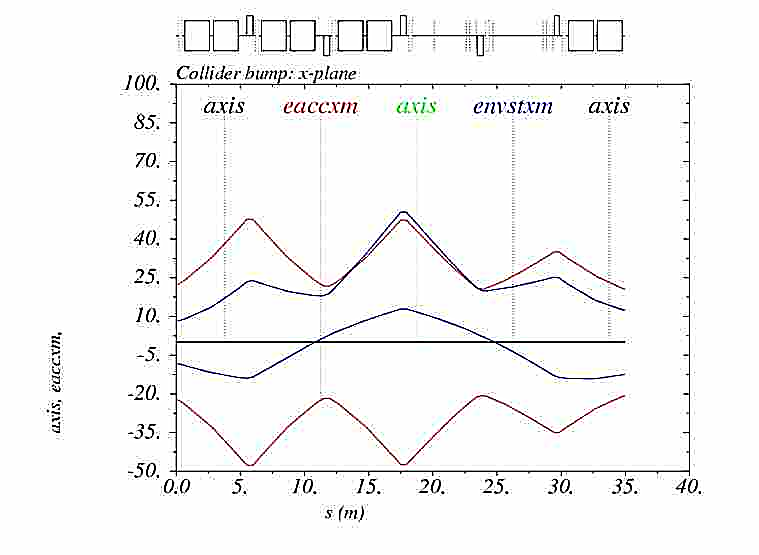 Collider bump: x-plane
100.
axis eaccxm axis envstxm axis
85.
70.
55.
40.
25.
10.
-5.
-20.
-35.
-50.
axis, eaccxm,
0.0 5. 10. 15. 20. 25. 30. 35. 40.
s (m)